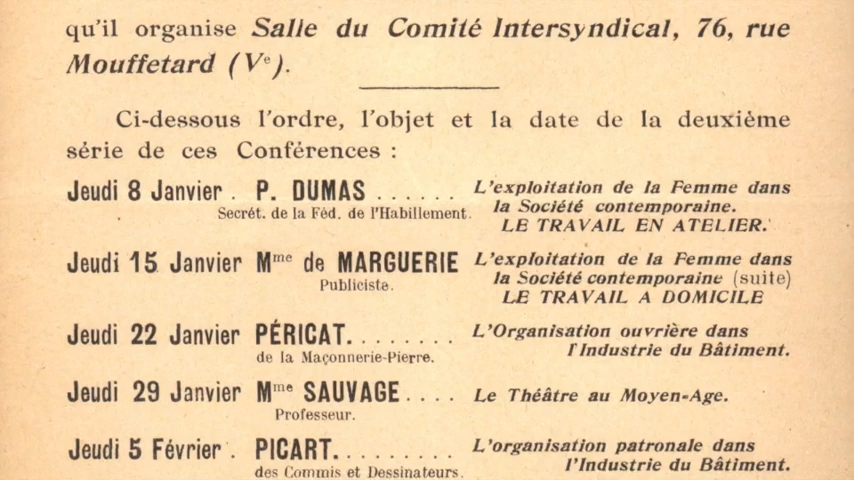 qu'il organise Salle du Comité Intersyndical, 76, rue
Mouffetard (Ve).
Ci-dessous l'ordre, l'objet et la date de la deuxième
série de ces Conférences :
Jeudi 8 Janvier . P. DUMAS . . . . . . L'exploitation de la Femme dans
Secrét. de la Féd. de l'Habillement. la Société contemporaine.
LE TRAVAIL EN ATELIER.
Jeudi 15 Janvier Mme de MARGUERIE L'exploitation de la Femme dans
Publiciste. la Société contemporaine (suite)
LE TRAVAIL A DOMICILE
Jeudi 22 Janvier PÉRICAT. . . . . . . . L'Organisation ouvrière dans
de la Maçonnerie-Pierre. l'Industrie du Bâtiment.
Jeudi 29 Janvier Mme SAUVAGE . . . . Le Théâtre au Moyen-Age.
Professeur.
Jeudi 5 Février . PICART. . . . . . . . . L'organisation patronale dans
des Commis et Dessinateurs. l'Industrie du Bâtiment.